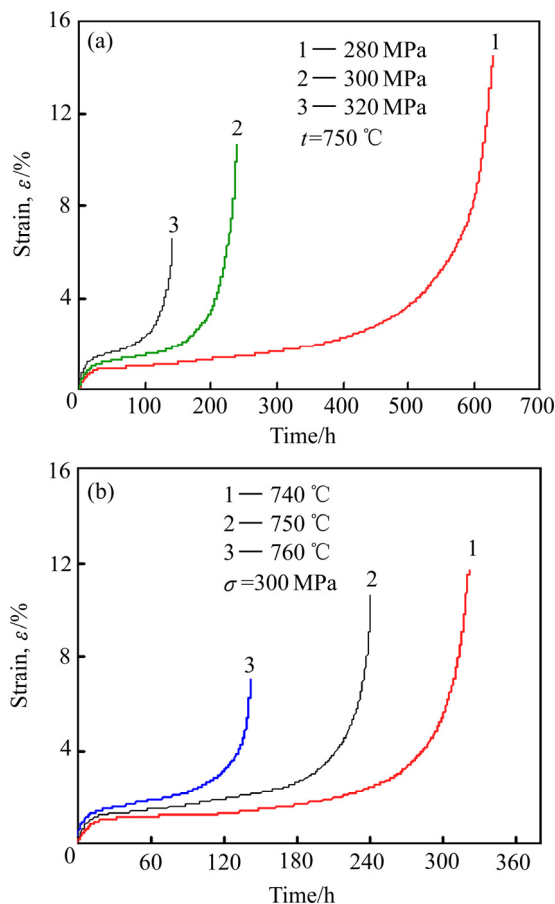 16
(a)
1
1 — 280 MPa
2 — 300 MPa
3 — 320 MPa
t=750 ℃
12
2
Strain, ε/%
8
3
4
0
100 200 300 400 500 600 700
Time/h
16
(b)
1 — 740 ℃
2 — 750 ℃
3 — 760 ℃
σ=300 MPa
12
1
2
Strain, ε/%
8
3
4
0
60 120 180 240 300 360
Time/h